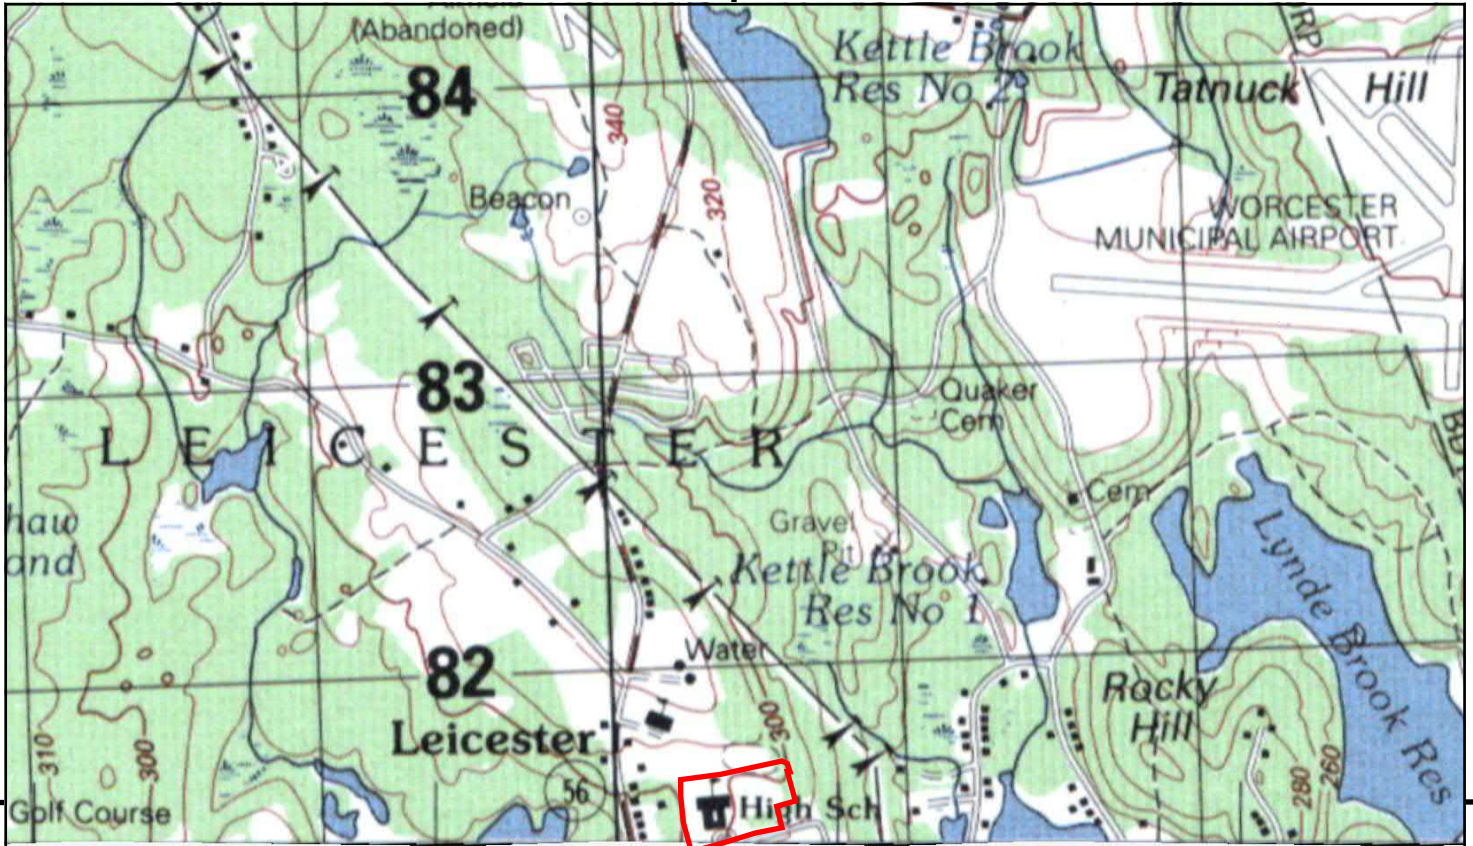 (Abandoned)
Kettle Brook
Res No 2
Tatnuck Hill
84
340
Beacon
320
WORCESTER
MUNICIPAL AIRPORT
83
Quaker
Cem
LEICESTER
Cem
Gravel
Pit
Kettle Brook
Res No 1
Lynde Brook Res
Water
82
Rocky
Hill
Leicester
300
310
300
56
280
260
Golf Course
High Sch